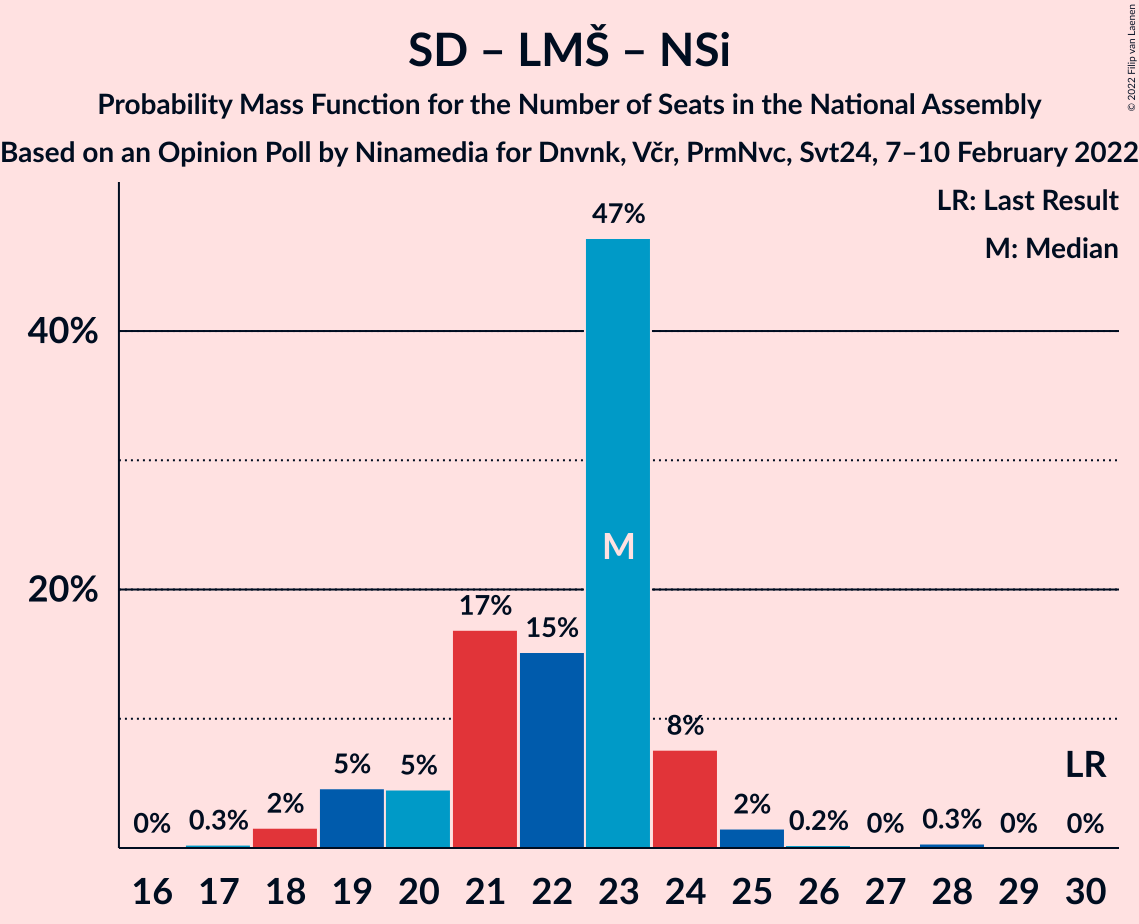 SD – LMŠ – NSi
Probability Mass Function for the Number of Seats in the National Assembly
Based on an Opinion Poll by Ninamedia for Dnvnk, Včr, PrmNvc, Svt24, 7–10 February 2022
© 2022 Filip van Laenen
LR: Last Result
M: Median
40%
20%
0% 0.3% 2% 5% 5% 17% 15% 47% 8% 2% 0.2% 0% 0.3% 0% 0%
M
LR
16 17 18 19 20 21 22 23 24 25 26 27 28 29 30